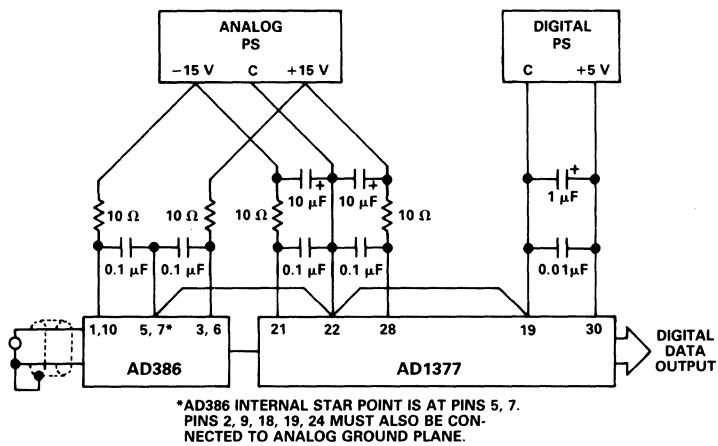 ANALOG
PS
−15 V C +15 V
DIGITAL
PS
C +5 V
10 µF 10 µF
+ +
+
1 µF
10 Ω 10 Ω 10 Ω 10 Ω
0.1 µF 0.1 µF 0.1 µF 0.1 µF
0.01µF
1,10 5, 7* 3, 6
AD386
21 22 28 19 30
AD1377
DIGITAL
DATA
OUTPUT
*AD386 INTERNAL STAR POINT IS AT PINS 5, 7.
PINS 2, 9, 18, 19, 24 MUST ALSO BE CON-
NECTED TO ANALOG GROUND PLANE.